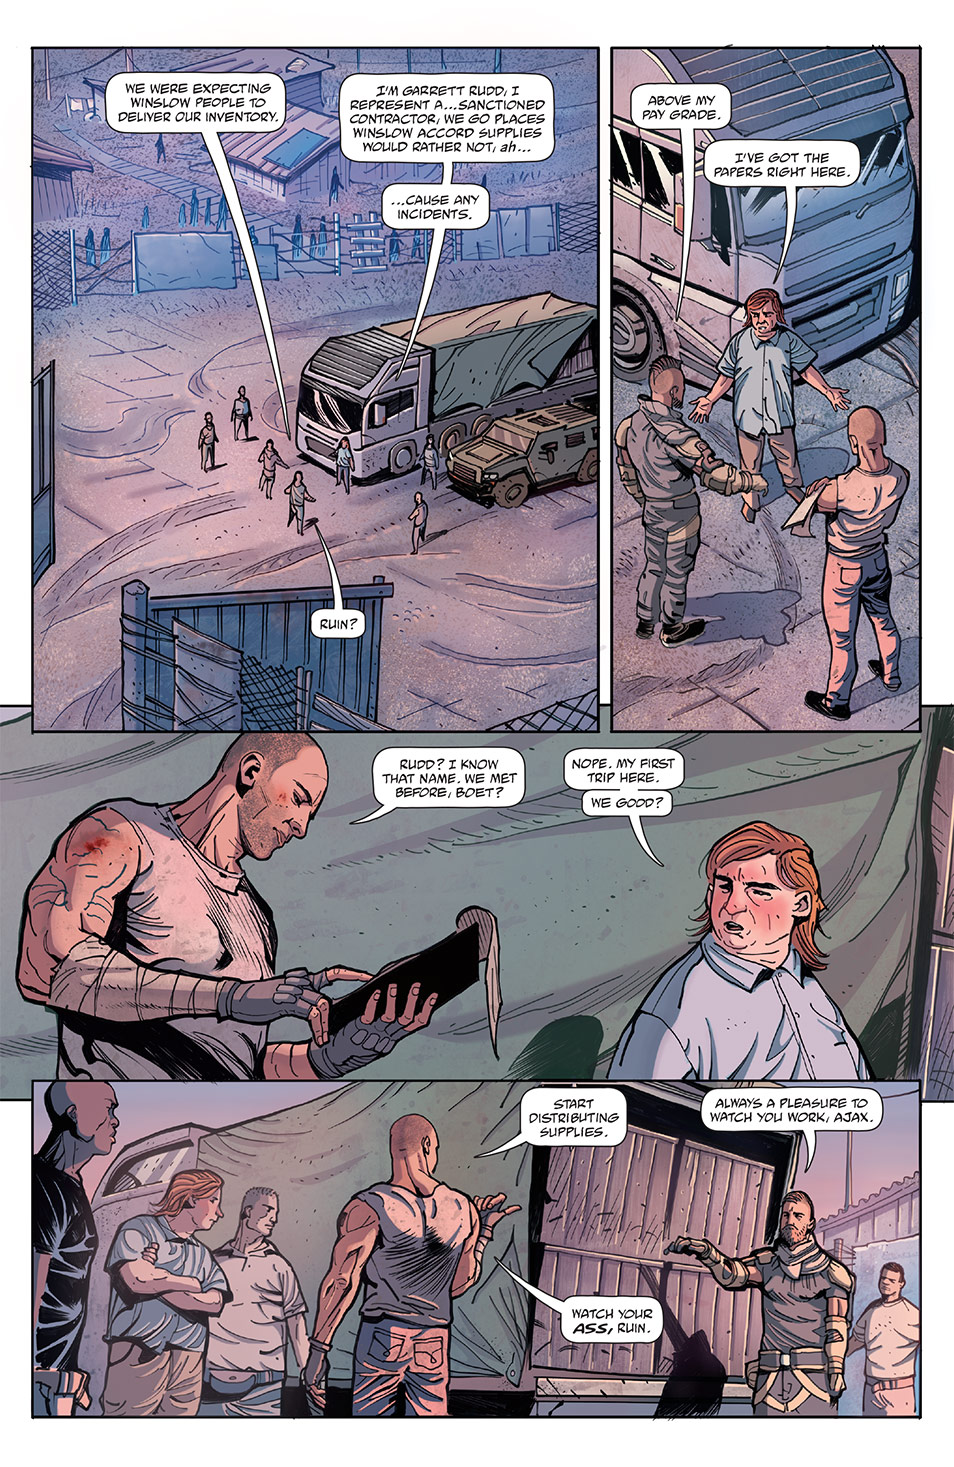 WE WERE EXPECTING
WINSLOW PEOPLE TO
DELIVER OUR INVENTORY.
I'M GARRETT RUDD, I
REPRESENT A...SANCTIONED
CONTRACTOR, WE GO PLACES
WINSLOW ACCORD SUPPLIES
WOULD RATHER NOT, ah...
...CAUSE ANY
INCIDENTS.
RUIN?
ABOVE MY
PAY GRADE.
I'VE GOT THE
PAPERS RIGHT HERE.
RUDD? I KNOW
THAT NAME. WE MET
BEFORE, BOET?
NOPE. MY FIRST
TRIP HERE.
WE GOOD?
START
DISTRIBUTING
SUPPLIES.
ALWAYS A PLEASURE TO
WATCH YOU WORK, AJAX.
WATCH YOUR
ASS, RUIN.